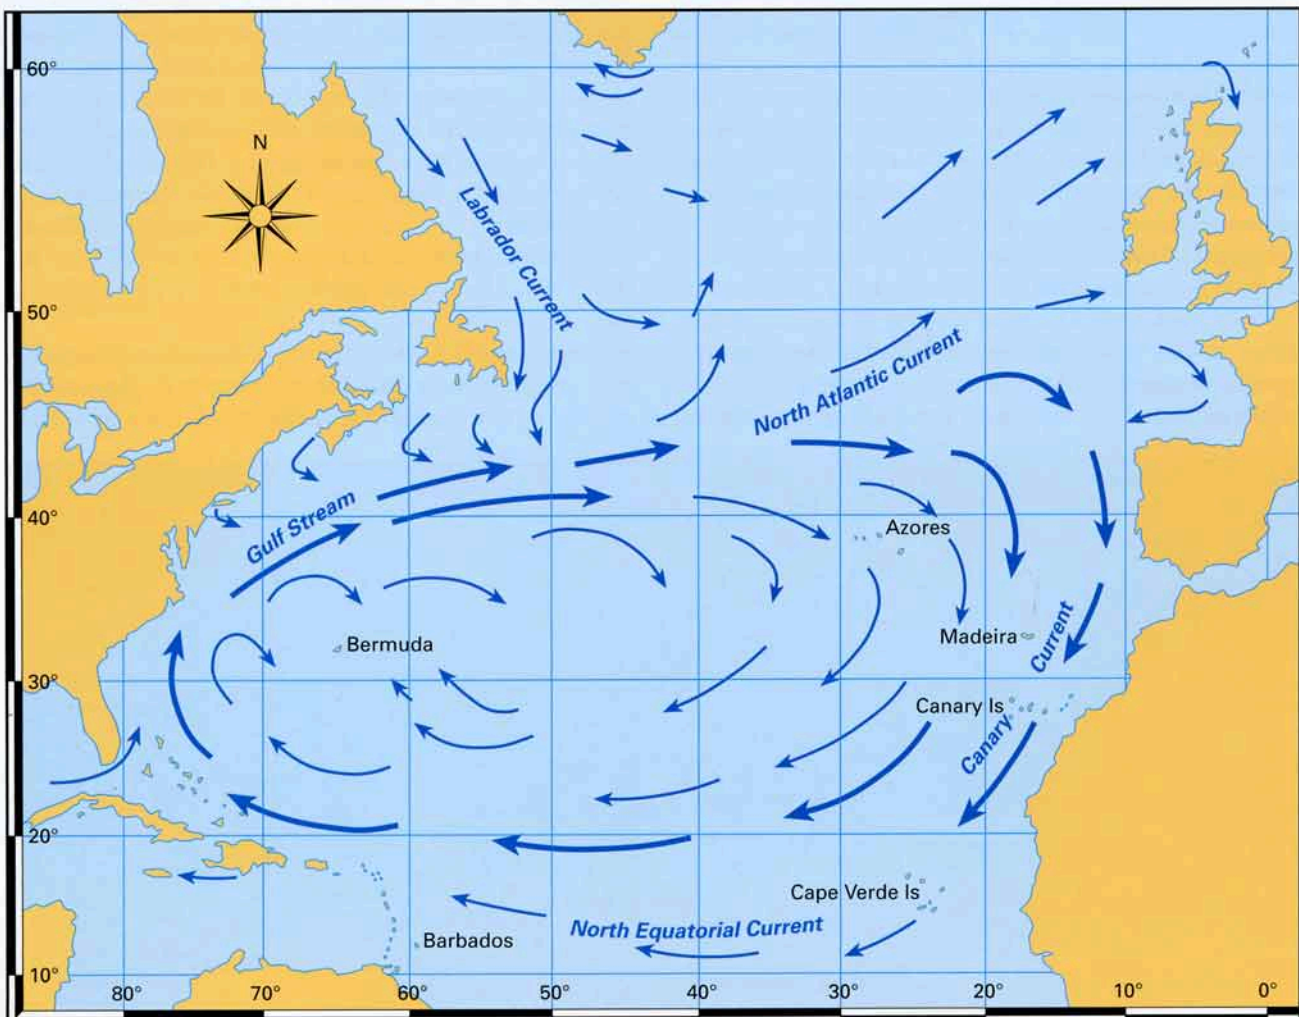 60°
N
Labrador Current
50°
North Atlantic Current
Gulf Stream
40°
Azores
Bermuda
Madeira
Canary Current
30°
Canary Is
20°
Cape Verde Is
North Equatorial Current
Barbados
10°
80° 70° 60° 50° 40° 30° 20° 10° 0°